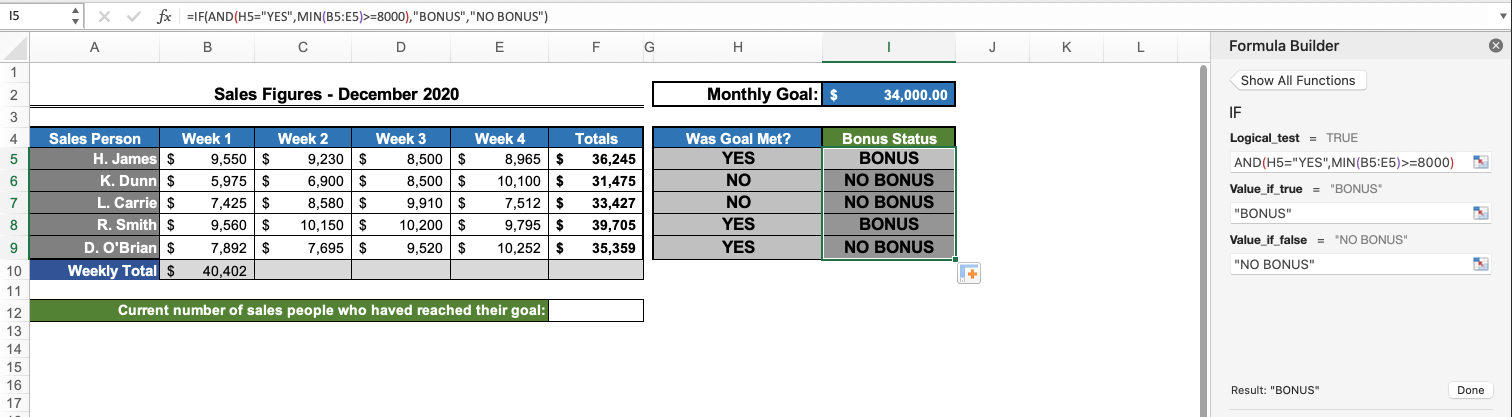 I5 fx =IF(AND(H5="YES",MIN(B5:E5)>=8000),"BONUS","NO BONUS")
A B C D E F G H I J K L
Formula Builder
Show All Functions
IF
Logical_test = TRUE
AND(H5="YES",MIN(B5:E5)>=8000)
Value_if_true = "BONUS"
"BONUS"
Value_if_false = "NO BONUS"
"NO BONUS"
Result: "BONUS" Done
1
2 Sales Figures - December 2020 Monthly Goal: $ 34,000.00
3
4 Sales Person Week 1 Week 2 Week 3 Week 4 Totals Was Goal Met? Bonus Status
5 H. James $ 9,550 $ 9,230 $ 8,500 $ 8,965 $ 36,245 YES BONUS
6 K. Dunn $ 5,975 $ 6,900 $ 8,500 $ 10,100 $ 31,475 NO NO BONUS
7 L. Carrie $ 7,425 $ 8,580 $ 9,910 $ 7,512 $ 33,427 NO NO BONUS
8 R. Smith $ 9,560 $ 10,150 $ 10,200 $ 9,795 $ 39,705 YES BONUS
9 D. O'Brian $ 7,892 $ 7,695 $ 9,520 $ 10,252 $ 35,359 YES NO BONUS
10 Weekly Total $ 40,402
11
12 Current number of sales people who haved reached their goal:
13
14
15
16
17